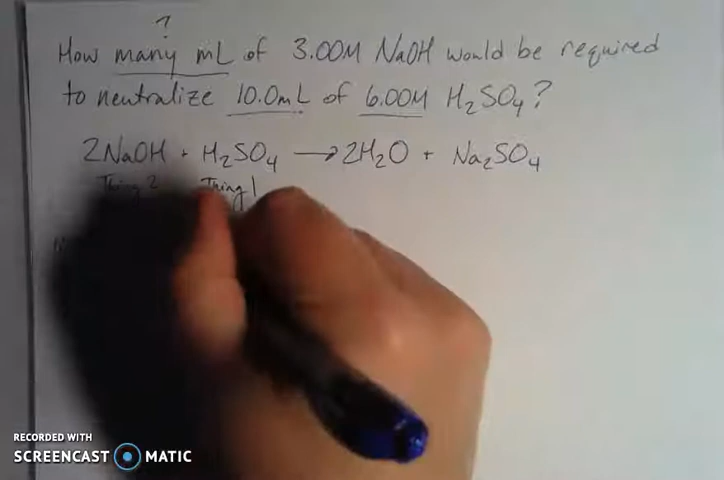 ?
How many mL of 3.00M NaOH would be required
to neutralize 10.0mL of 6.00M H₂SO₄?
2NaOH + H₂SO₄ → 2H₂O + Na₂SO₄
Thing 2 Thing 1
RECORDED WITH
SCREENCAST MATIC